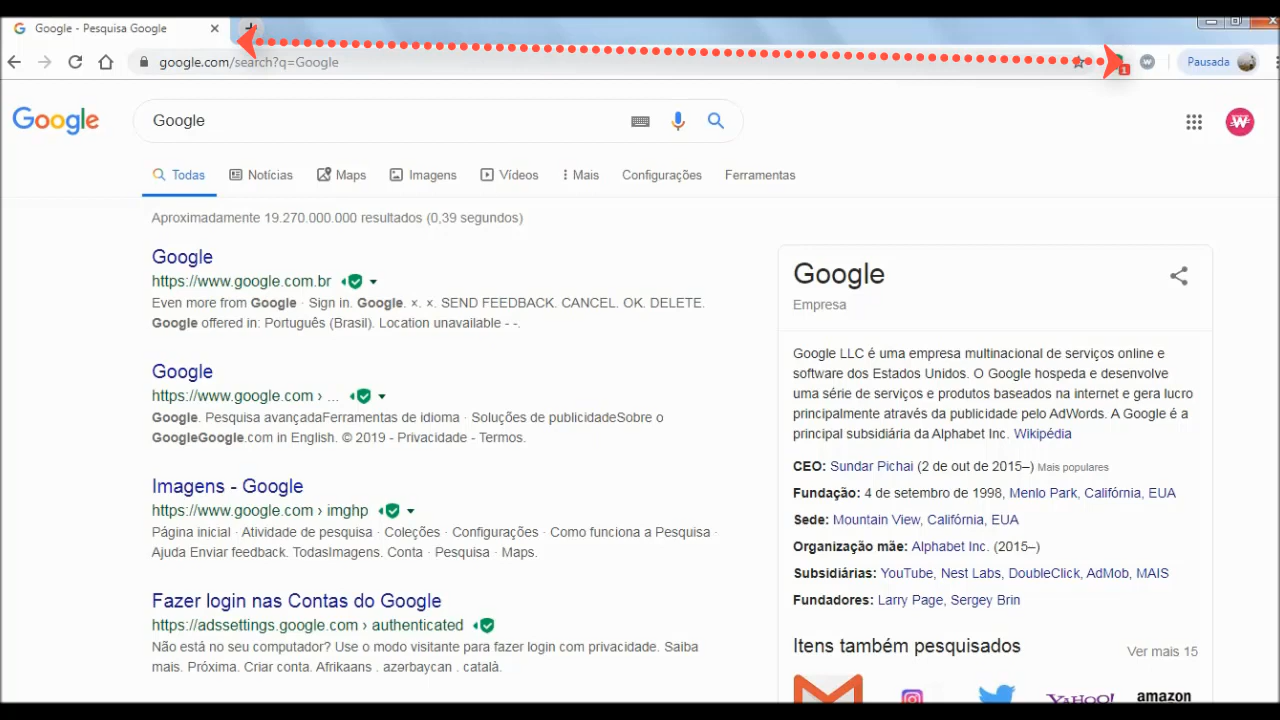 Google - Pesquisa Google
google.com/search?q=Google
1
W
Pausada
Google
Google
W
Todas
Notícias
Maps
Imagens
Vídeos
Mais
Configurações
Ferramentas
Aproximadamente 19.270.000.000 resultados (0,39 segundos)
Google
https://www.google.com.br
Even more from Google · Sign in. Google. ×. ×. SEND FEEDBACK. CANCEL. OK. DELETE.
Google offered in: Português (Brasil). Location unavailable - -.
Google
https://www.google.com › ...
Google. Pesquisa avançadaFerramentas de idioma · Soluções de publicidadeSobre o
GoogleGoogle.com in English. © 2019 - Privacidade - Termos.
Imagens - Google
https://www.google.com › imghp
Página inicial · Atividade de pesquisa · Coleções · Configurações · Como funciona a Pesquisa ·
Ajuda Enviar feedback. TodasImagens. Conta · Pesquisa · Maps.
Fazer login nas Contas do Google
https://adssettings.google.com › authenticated
Não está no seu computador? Use o modo visitante para fazer login com privacidade. Saiba
mais. Próxima. Criar conta. Afrikaans . azərbaycan . català.
Google
Empresa
Google LLC é uma empresa multinacional de serviços online e
software dos Estados Unidos. O Google hospeda e desenvolve
uma série de serviços e produtos baseados na internet e gera lucro
principalmente através da publicidade pelo AdWords. A Google é a
principal subsidiária da Alphabet Inc. Wikipédia
CEO: Sundar Pichai (2 de out de 2015–) Mais populares
Fundação: 4 de setembro de 1998, Menlo Park, Califórnia, EUA
Sede: Mountain View, Califórnia, EUA
Organização mãe: Alphabet Inc. (2015–)
Subsidiárias: YouTube, Nest Labs, DoubleClick, AdMob, MAIS
Fundadores: Larry Page, Sergey Brin
Itens também pesquisados
Ver mais 15
YAHOO!
amazon